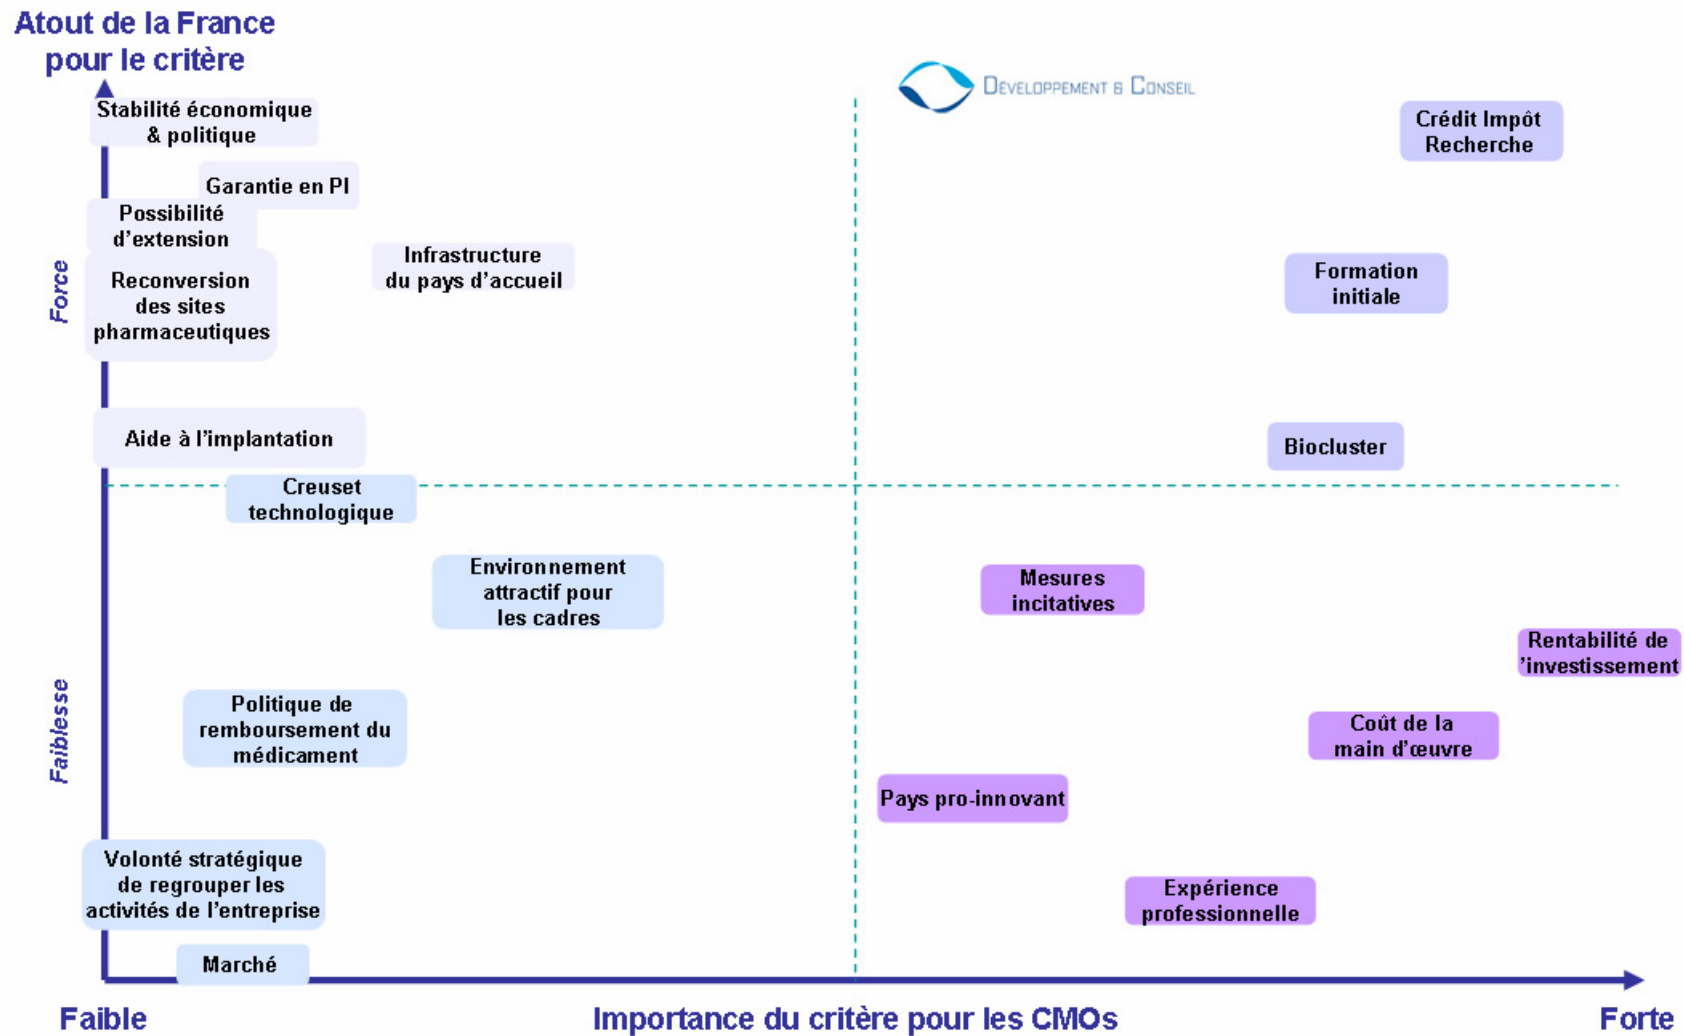 Atout de la France
pour le critère
DÉVELOPPEMENT & CONSEIL
Stabilité économique
& politique
Crédit Impôt
Recherche
Garantie en PI
Possibilité
d'extension
Infrastructure
du pays d'accueil
Formation
initiale
Force
Reconversion
des sites
pharmaceutiques
Aide à l'implantation
Biocluster
Creuset
technologique
Environnement
attractif pour
les cadres
Mesures
incitatives
Rentabilité de
'investissement
Faiblesse
Politique de
remboursement du
médicament
Coût de la
main d'œuvre
Pays pro-innovant
Volonté stratégique
de regrouper les
activités de l'entreprise
Expérience
professionnelle
Marché
Faible
Importance du critère pour les CMOs
Forte